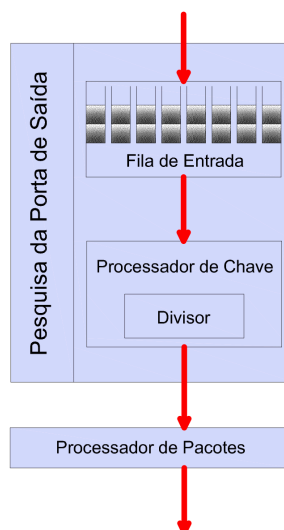 Pesquisa da Porta de Saída
Fila de Entrada
Processador de Chave
Divisor
Processador de Pacotes